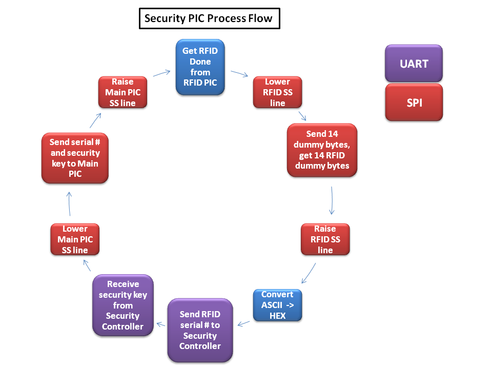 Security PIC Process Flow
Get RFID
Done
from
RFID PIC
Lower
RFID SS
line
Send 14
dummy bytes,
get 14 RFID
dummy bytes
Raise
RFID SS
line
Convert
ASCII -> 
HEX
Send RFID
serial # to
Security
Controller
Receive
security key
from
Security
Controller
Lower
Main PIC
SS line
Send serial #
and security
key to Main
PIC
Raise
Main PIC
SS line
UART
SPI